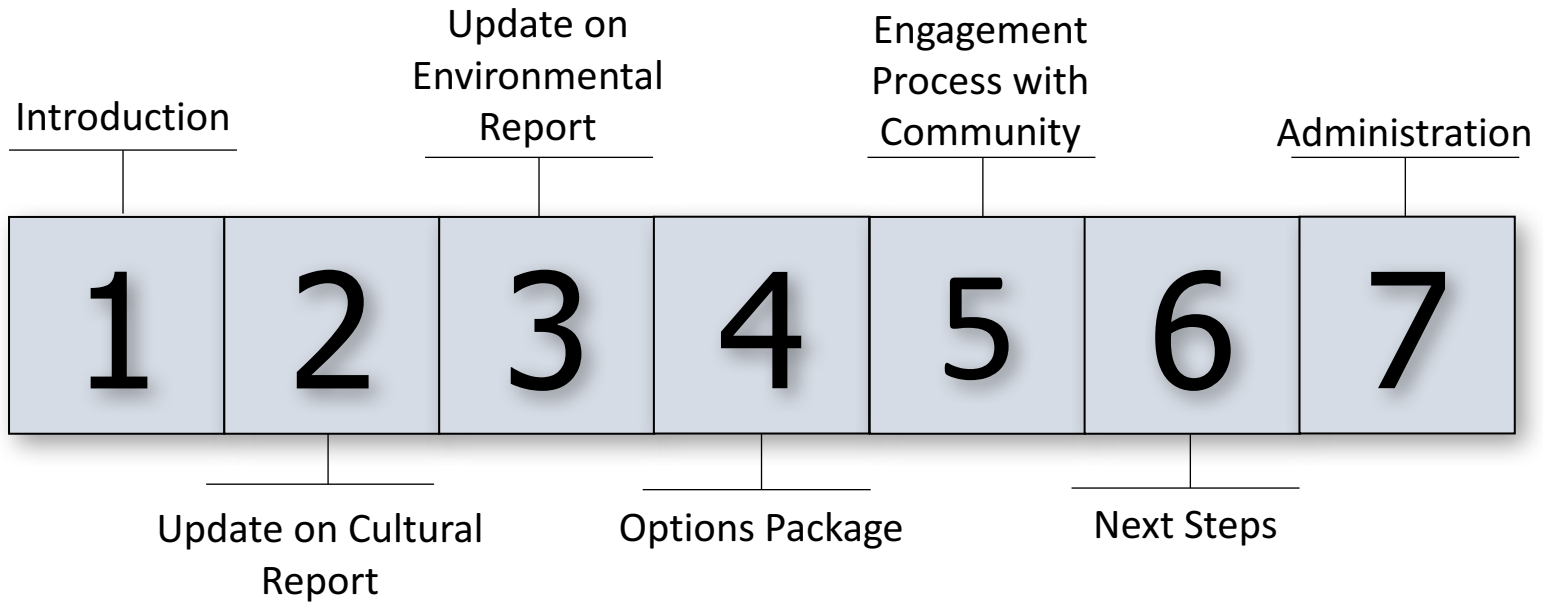 Introduction
Update on
Environmental
Report
Engagement
Process with
Community
Administration
1 2 3 4 5 6 7
Update on Cultural
Report
Options Package
Next Steps